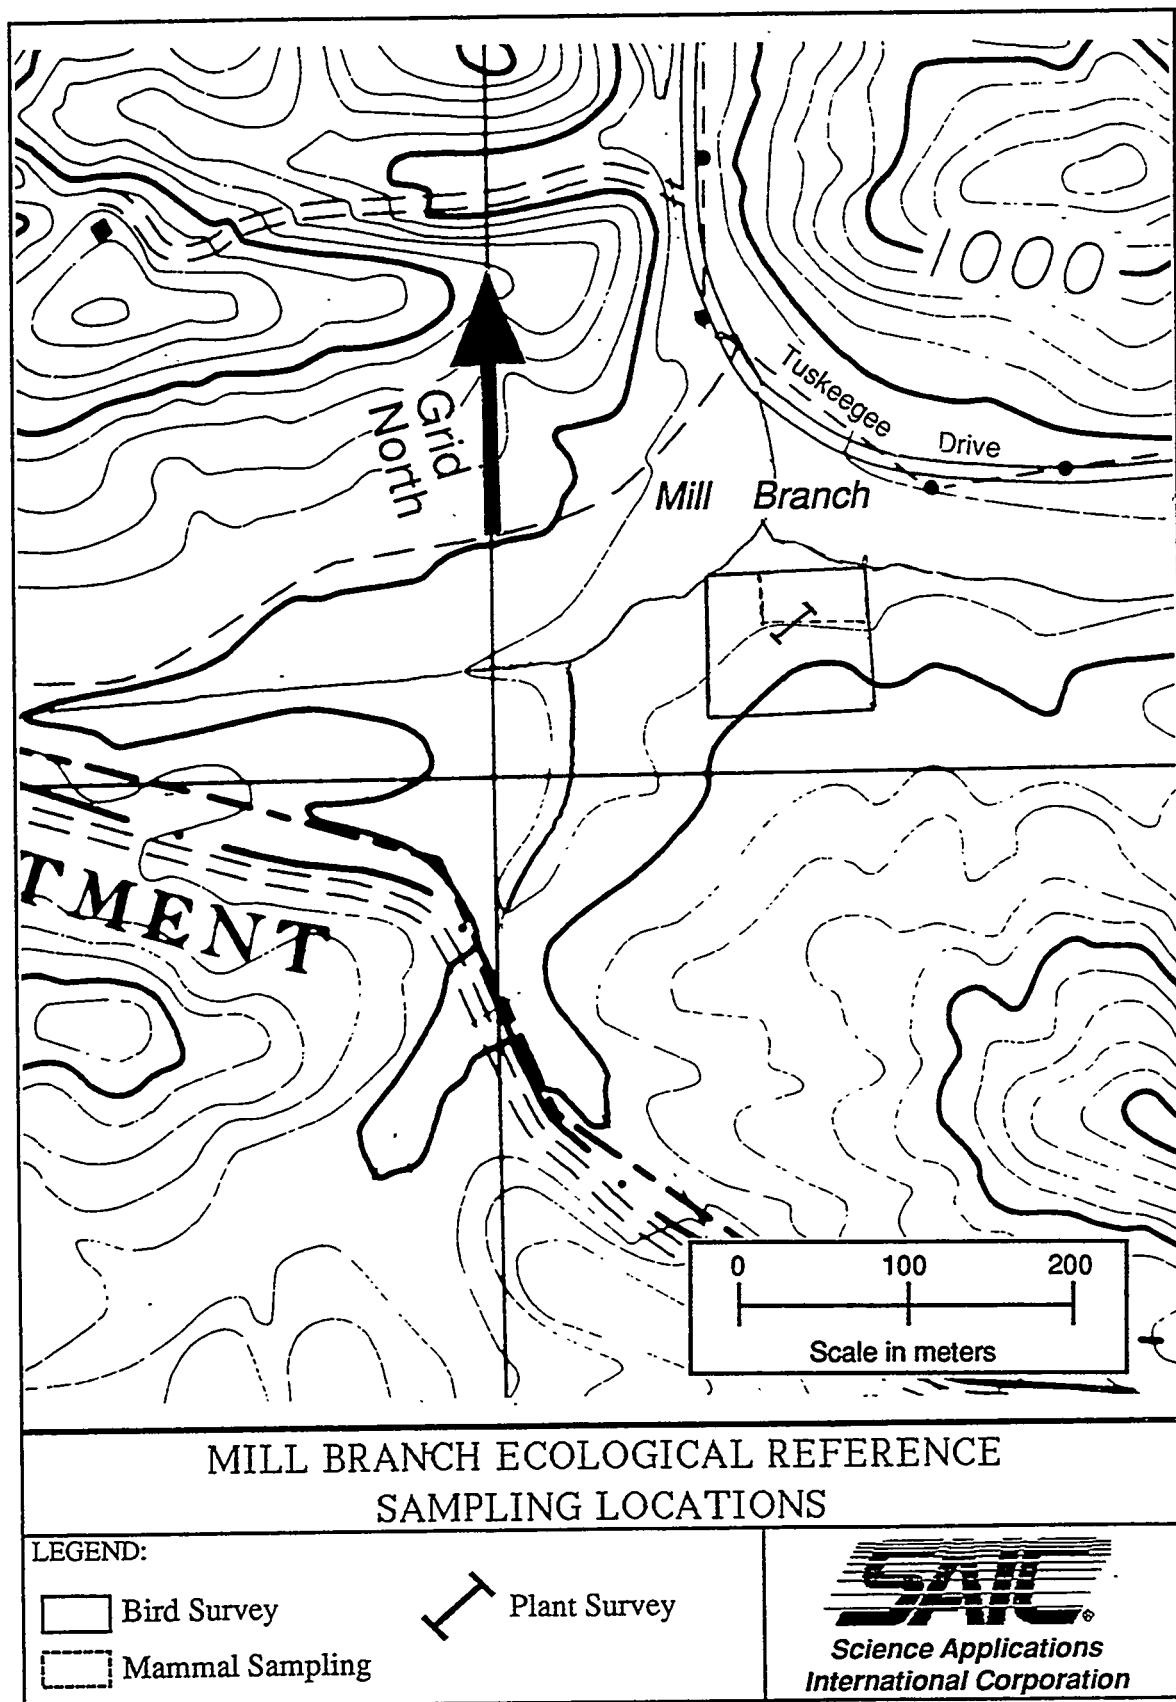 1000
Tuskeegee Drive
Grid
North
Mill Branch
TMENT
0 100 200
Scale in meters
MILL BRANCH ECOLOGICAL REFERENCE
SAMPLING LOCATIONS
LEGEND:
Bird Survey
Plant Survey
Mammal Sampling
SAIC
Science Applications
International Corporation